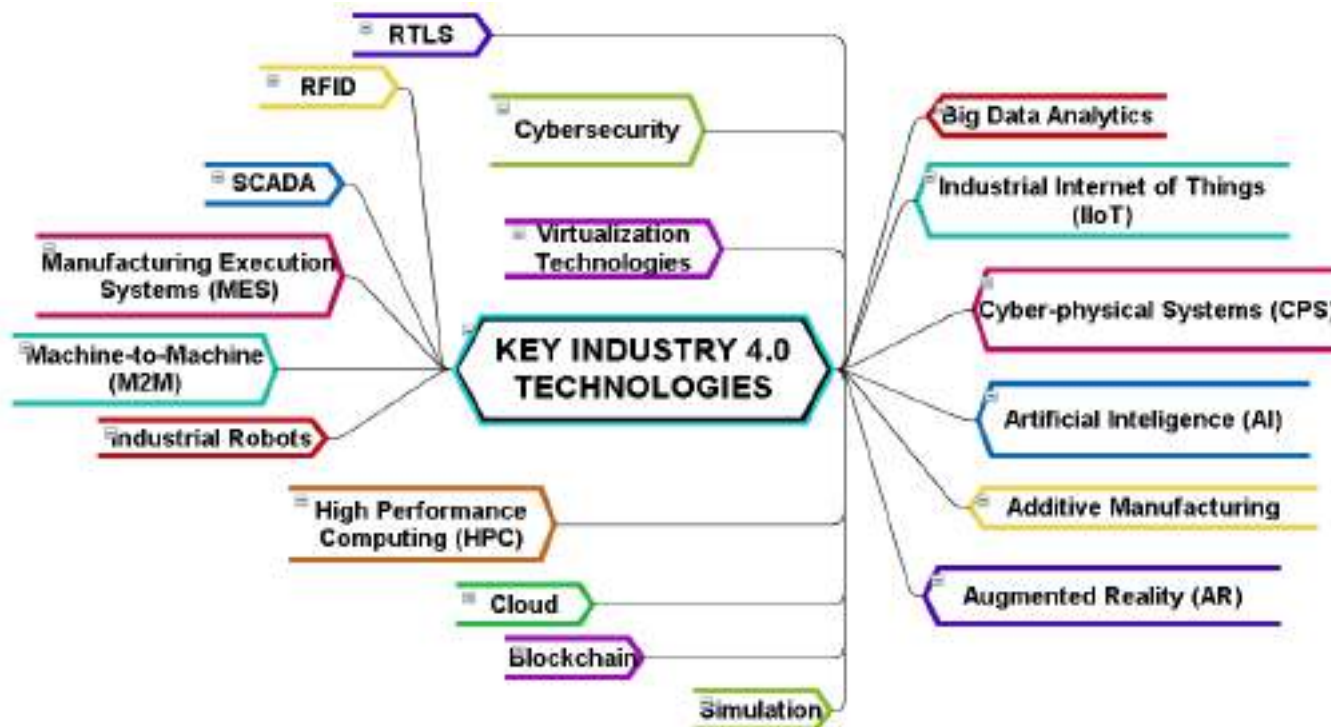 RTLS
RFID
Cybersecurity
SCADA
Virtualization
Technologies
Manufacturing Execution
Systems (MES)
Machine-to-Machine
(M2M)
Industrial Robots
KEY INDUSTRY 4.0
TECHNOLOGIES
High Performance
Computing (HPC)
Cloud
Blockchain
Simulation
Big Data Analytics
Industrial Internet of Things
(IIoT)
Cyber-physical Systems (CPS)
Artificial Inteligence (AI)
Additive Manufacturing
Augmented Reality (AR)